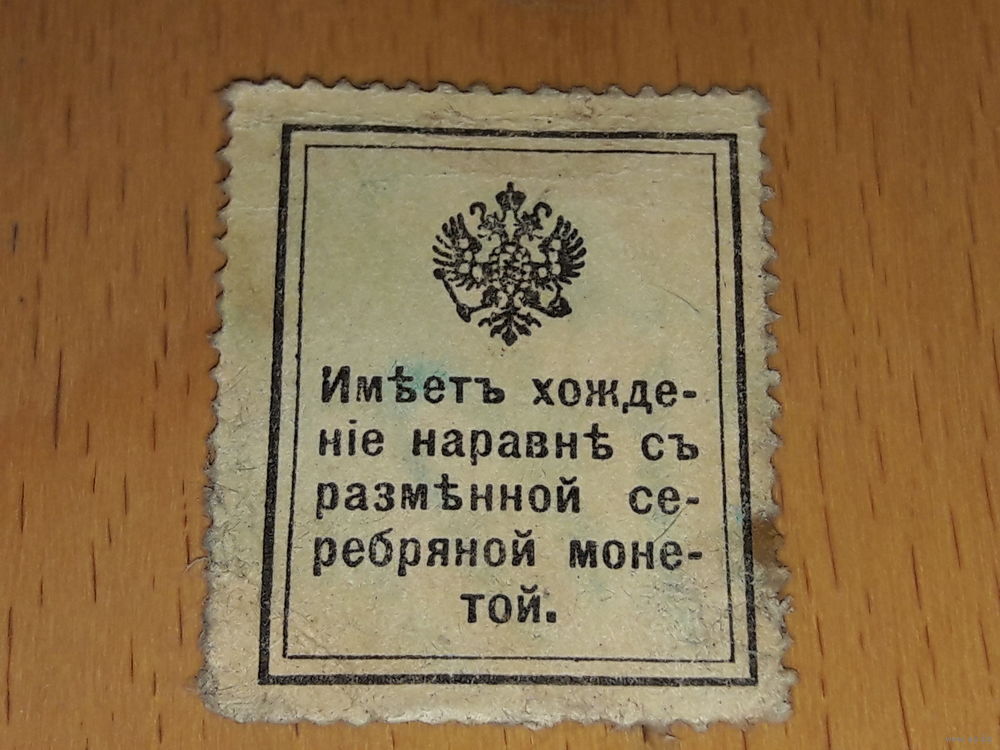 Имѣетъ хожде-
ніе наравнѣ съ
размѣнной се-
ребряной моне-
той.